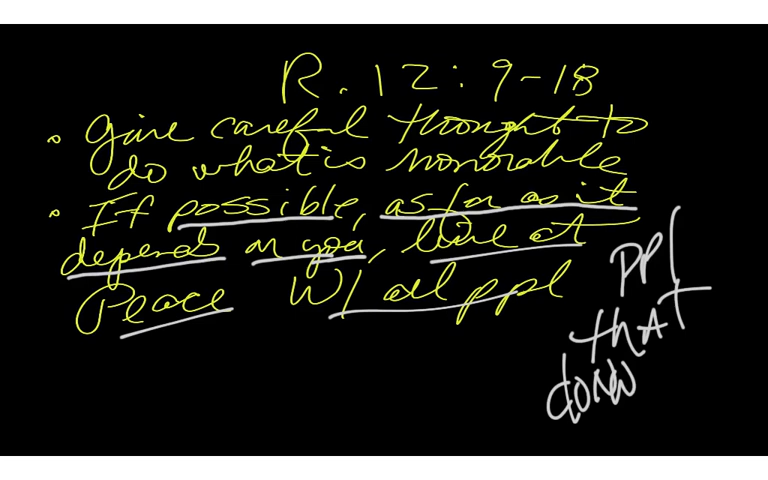 R. 12 : 9-18
• Give careful thought to
do what is honorable
• If possible, as far as it
depends on you, live at
Peace w/ all ppl
ppl
that